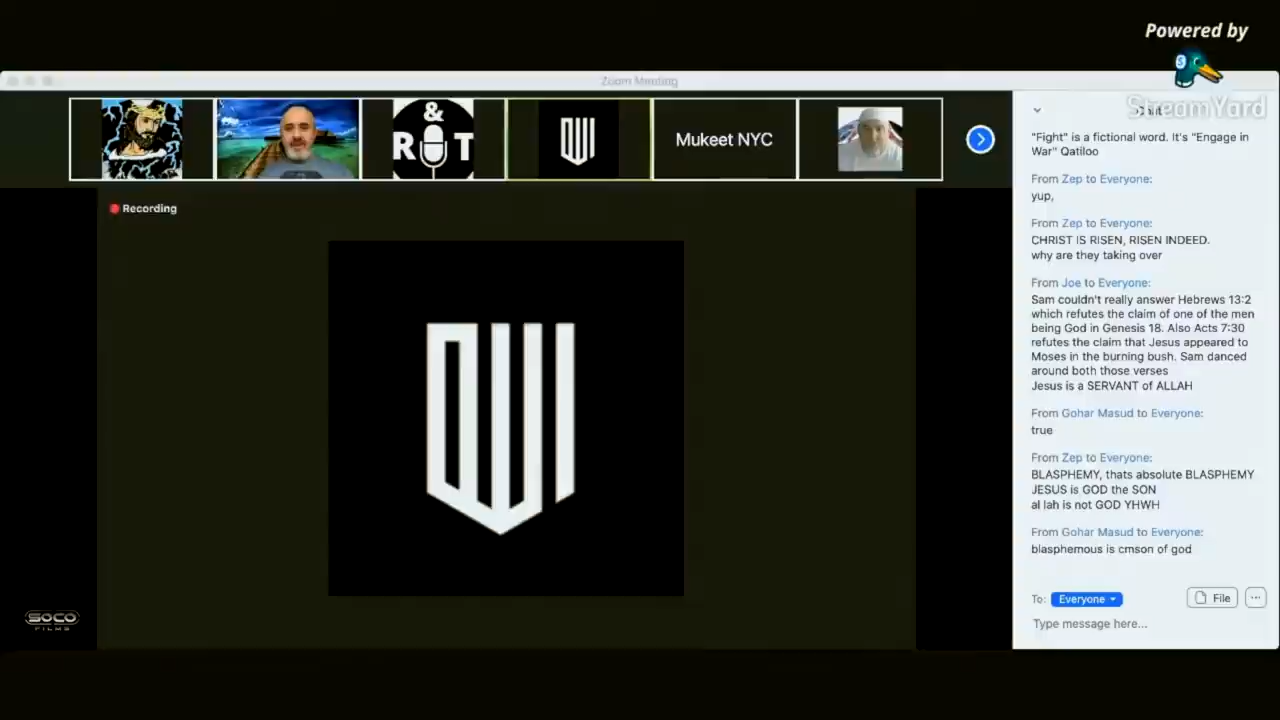 Powered by
StreamYard
Zoom Meeting
&
R T
DWI
Mukeet NYC
Recording
DWI
SOCO
FILMS
"Fight" is a fictional word. It's "Engage in
War" Qatiloo
From Zep to Everyone:
yup,
From Zep to Everyone:
CHRIST IS RISEN, RISEN INDEED.
why are they taking over
From Joe to Everyone:
Sam couldn't really answer Hebrews 13:2
which refutes the claim of one of the men
being God in Genesis 18. Also Acts 7:30
refutes the claim that Jesus appeared to
Moses in the burning bush. Sam danced
around both those verses
Jesus is a SERVANT of ALLAH
From Gohar Masud to Everyone:
true
From Zep to Everyone:
BLASPHEMY, thats absolute BLASPHEMY
JESUS is GOD the SON
al lah is not GOD YHWH
From Gohar Masud to Everyone:
blasphemous is cmson of god
To: Everyone
File
Type message here...